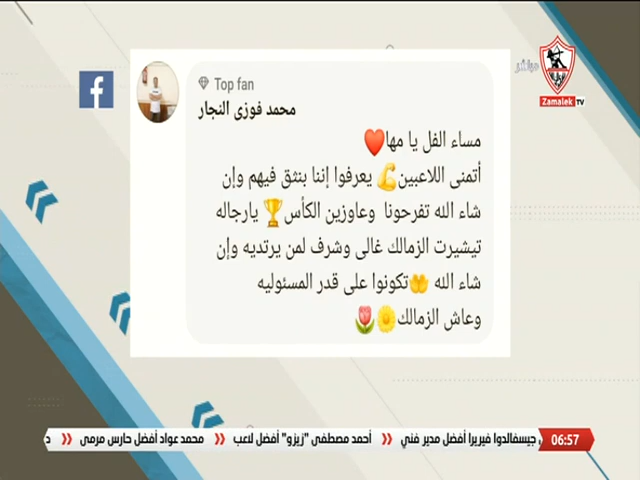 Top fan
محمد فوزى النجار
مساء الفل يا مها❤️
أتمنى اللاعبين💪 يعرفوا إننا بنثق فيهم وإن
شاء الله تفرحونا وعاوزين الكأس🏆 يارجاله
تيشيرت الزمالك غالى وشرف لمن يرتديه وإن
شاء الله 🤲تكونوا على قدر المسئوليه
وعاش الزمالك🌼🌷
مباشر
Zamalek TV
06:57
جيسفالدوا فيريرا أفضل مدير فني » أحمد مصطفي "زيزو" أفضل لاعب » محمد عواد أفضل حارس مرمى »